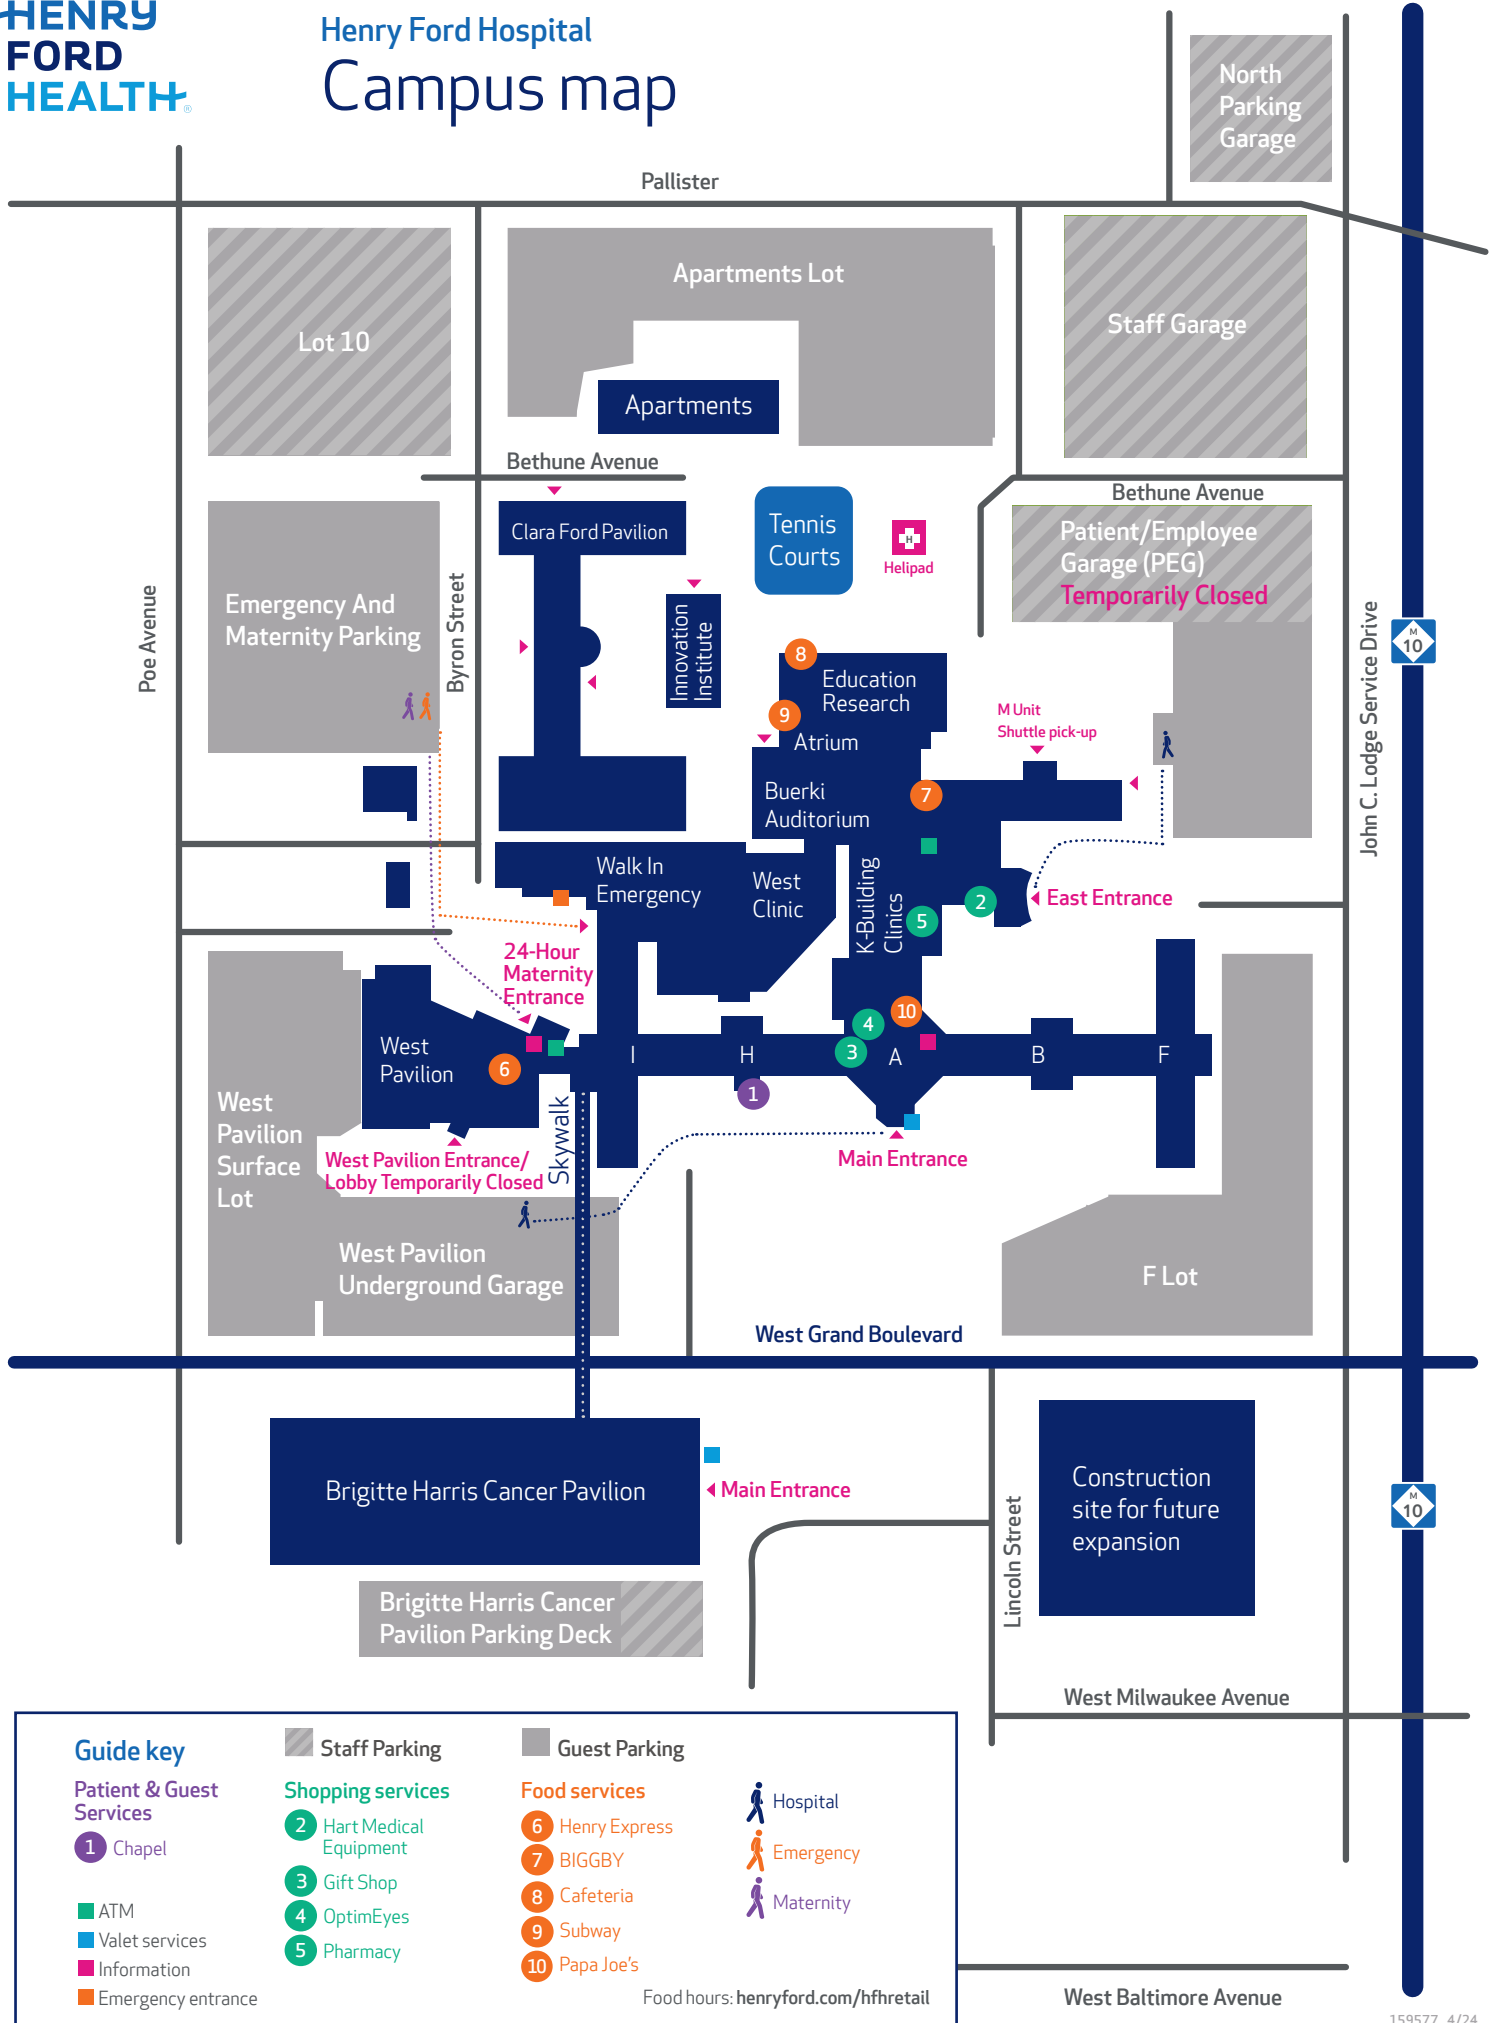 HENRY
FORD
HEALTH®
Henry Ford Hospital
Campus map
North
Parking
Garage
Pallister
Apartments Lot
Lot 10
Staff Garage
Apartments
Bethune Avenue
Bethune Avenue
Clara Ford Pavilion
Tennis
Courts
H
Helipad
Patient/Employee
Garage (PEG)
Temporarily Closed
Poe Avenue
Emergency And
Maternity Parking
Byron Street
Innovation
Institute
John C. Lodge Service Drive
M
10
8
Education
Research
9
Atrium
M Unit
Shuttle pick-up
Buerki
Auditorium
7
Walk In
Emergency
West
Clinic
K-Building
Clinics
2
East Entrance
5
24-Hour
Maternity
Entrance
10
4
3
West
Pavilion
6
I
H
A
B
F
1
West
Pavilion
Surface
Lot
Skywalk
West Pavilion Entrance/
Lobby Temporarily Closed
Main Entrance
West Pavilion
Underground Garage
F Lot
West Grand Boulevard
Brigitte Harris Cancer Pavilion
Main Entrance
Lincoln Street
Construction
site for future
expansion
M
10
Brigitte Harris Cancer
Pavilion Parking Deck
West Milwaukee Avenue
Guide key
Patient & Guest
Services
1 Chapel
ATM
Valet services
Information
Emergency entrance
Staff Parking
Shopping services
2 Hart Medical
Equipment
3 Gift Shop
4 OptimEyes
5 Pharmacy
Guest Parking
Food services
6 Henry Express
7 BIGGBY
8 Cafeteria
9 Subway
10 Papa Joe's
Hospital
Emergency
Maternity
Food hours: henryford.com/hfhretail
West Baltimore Avenue
159577 4/24